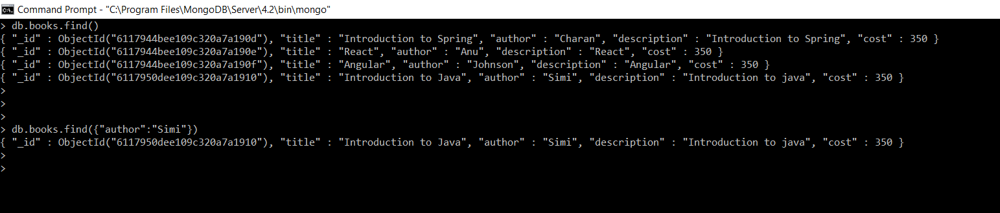 Command Prompt - "C:\Program Files\MongoDB\Server\4.2\bin\mongo"
> db.books.find()
{ "_id" : ObjectId("6117944bee109c320a7a190d"), "title" : "Introduction to Spring", "author" : "Charan", "description" : "Introduction to Spring", "cost" : 350 }
{ "_id" : ObjectId("6117944bee109c320a7a190e"), "title" : "React", "author" : "Anu", "description" : "React", "cost" : 350 }
{ "_id" : ObjectId("6117944bee109c320a7a190f"), "title" : "Angular", "author" : "Johnson", "description" : "Angular", "cost" : 350 }
{ "_id" : ObjectId("6117950dee109c320a7a1910"), "title" : "Introduction to Java", "author" : "Simi", "description" : "Introduction to java", "cost" : 350 }
>
>
>
> db.books.find({"author":"Simi"})
{ "_id" : ObjectId("6117950dee109c320a7a1910"), "title" : "Introduction to Java", "author" : "Simi", "description" : "Introduction to java", "cost" : 350 }
>
>